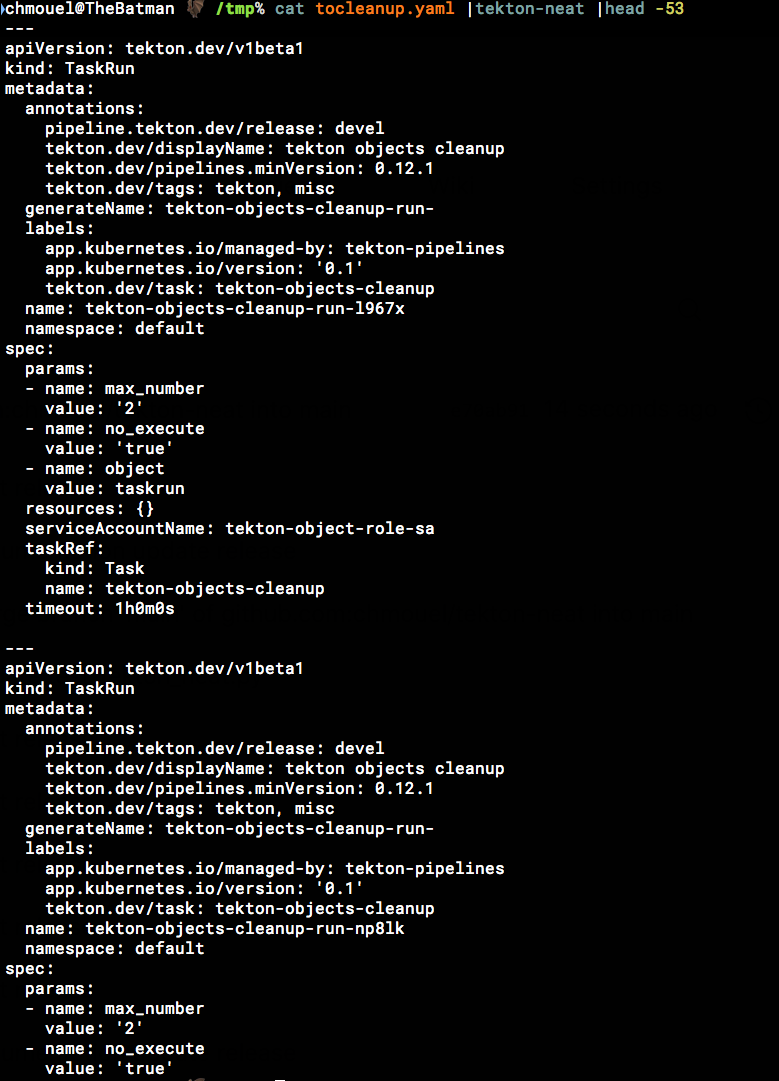 chmouel@TheBatman /tmp% cat tocleanup.yaml |tekton-neat |head -53
---
apiVersion: tekton.dev/v1beta1
kind: TaskRun
metadata:
  annotations:
    pipeline.tekton.dev/release: devel
    tekton.dev/displayName: tekton objects cleanup
    tekton.dev/pipelines.minVersion: 0.12.1
    tekton.dev/tags: tekton, misc
  generateName: tekton-objects-cleanup-run-
  labels:
    app.kubernetes.io/managed-by: tekton-pipelines
    app.kubernetes.io/version: '0.1'
    tekton.dev/task: tekton-objects-cleanup
  name: tekton-objects-cleanup-run-l967x
  namespace: default
spec:
  params:
  - name: max_number
    value: '2'
  - name: no_execute
    value: 'true'
  - name: object
    value: taskrun
  resources: {}
  serviceAccountName: tekton-object-role-sa
  taskRef:
    kind: Task
    name: tekton-objects-cleanup
  timeout: 1h0m0s

---
apiVersion: tekton.dev/v1beta1
kind: TaskRun
metadata:
  annotations:
    pipeline.tekton.dev/release: devel
    tekton.dev/displayName: tekton objects cleanup
    tekton.dev/pipelines.minVersion: 0.12.1
    tekton.dev/tags: tekton, misc
  generateName: tekton-objects-cleanup-run-
  labels:
    app.kubernetes.io/managed-by: tekton-pipelines
    app.kubernetes.io/version: '0.1'
    tekton.dev/task: tekton-objects-cleanup
  name: tekton-objects-cleanup-run-np8lk
  namespace: default
spec:
  params:
  - name: max_number
    value: '2'
  - name: no_execute
    value: 'true'